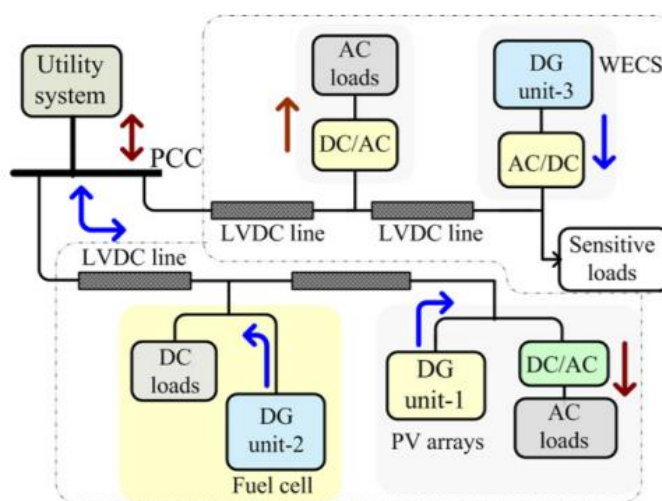 Utility
system
PCC
AC
loads
DC/AC
DG
unit-3
WECS
AC/DC
LVDC line
LVDC line
Sensitive
loads
LVDC line
DC
loads
DG
unit-2
Fuel cell
DG
unit-1
PV arrays
DC/AC
AC
loads